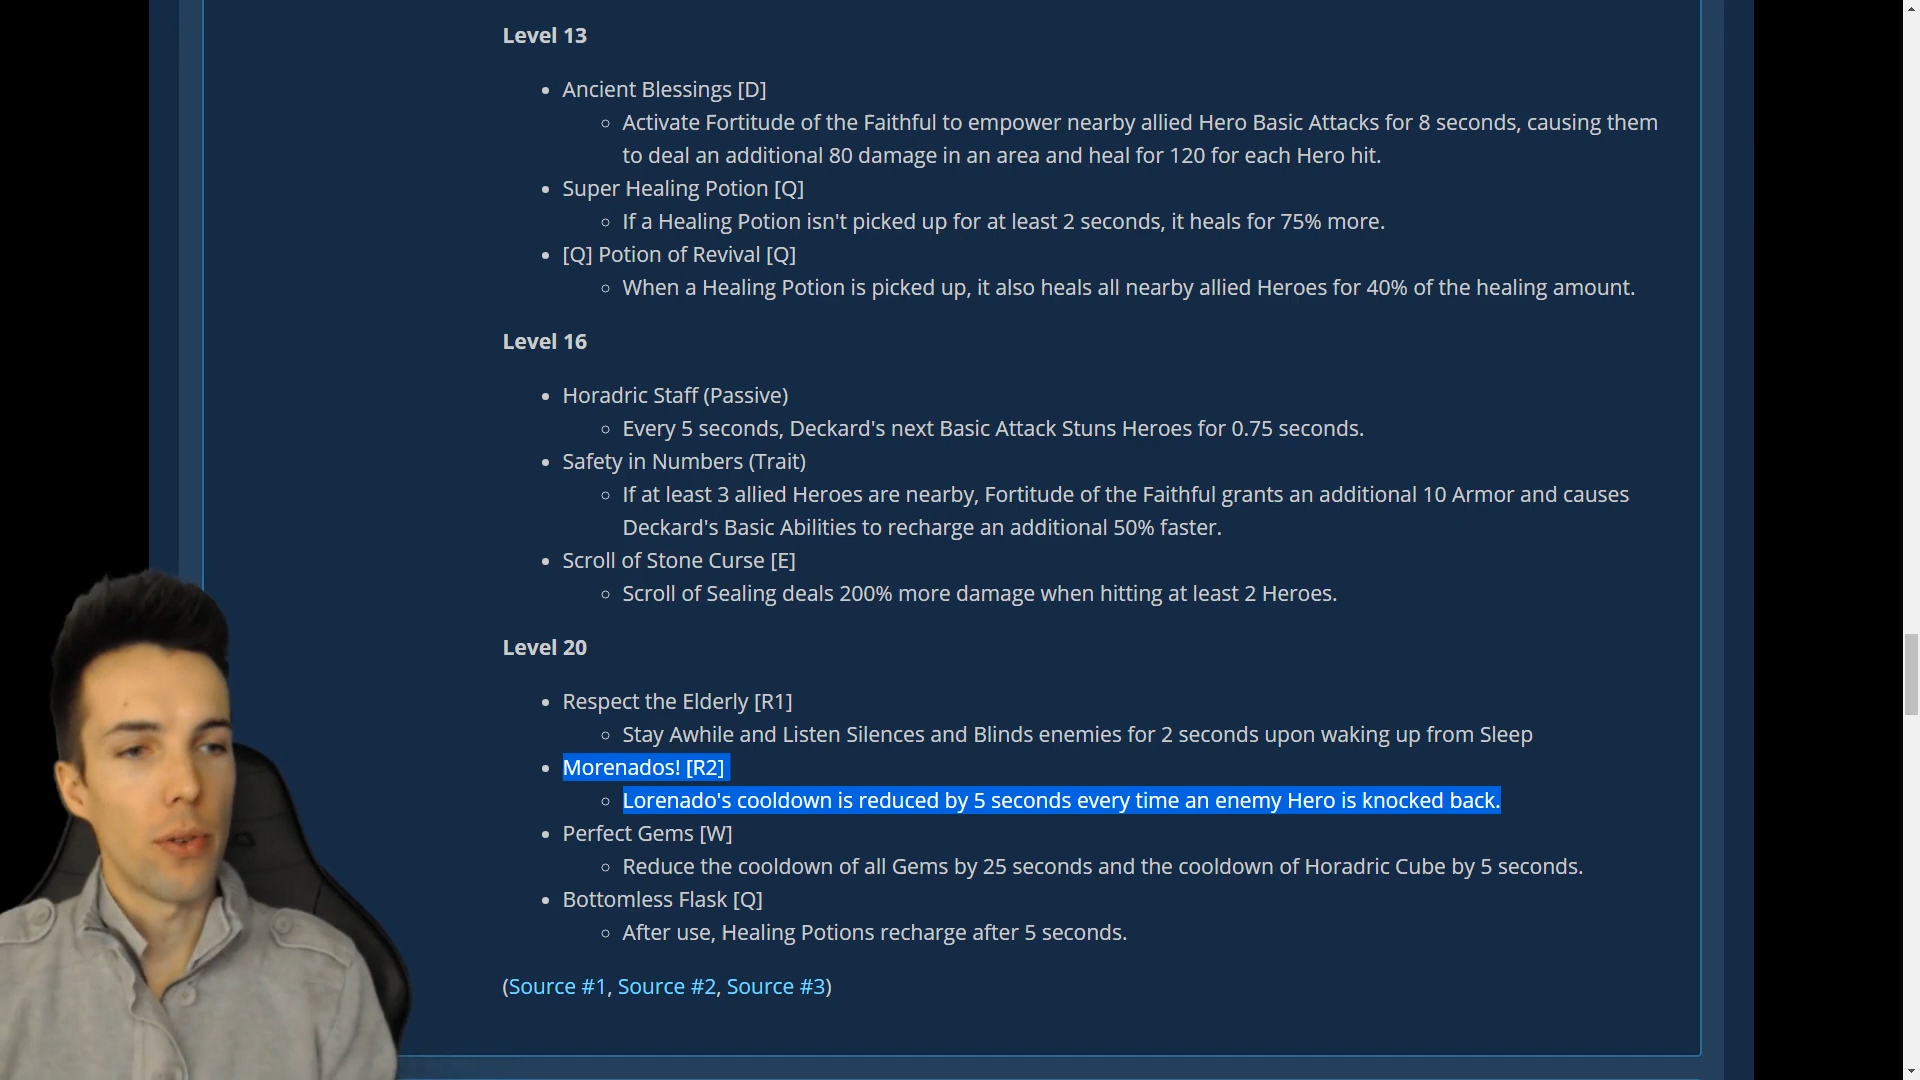 Level 13
Ancient Blessings [D]
Activate Fortitude of the Faithful to empower nearby allied Hero Basic Attacks for 8 seconds, causing them
to deal an additional 80 damage in an area and heal for 120 for each Hero hit.
Super Healing Potion [Q]
If a Healing Potion isn't picked up for at least 2 seconds, it heals for 75% more.
[Q] Potion of Revival [Q]
When a Healing Potion is picked up, it also heals all nearby allied Heroes for 40% of the healing amount.
Level 16
Horadric Staff (Passive)
Every 5 seconds, Deckard's next Basic Attack Stuns Heroes for 0.75 seconds.
Safety in Numbers (Trait)
If at least 3 allied Heroes are nearby, Fortitude of the Faithful grants an additional 10 Armor and causes
Deckard's Basic Abilities to recharge an additional 50% faster.
Scroll of Stone Curse [E]
Scroll of Sealing deals 200% more damage when hitting at least 2 Heroes.
Level 20
Respect the Elderly [R1]
Stay Awhile and Listen Silences and Blinds enemies for 2 seconds upon waking up from Sleep
Morenados! [R2]
Lorenado's cooldown is reduced by 5 seconds every time an enemy Hero is knocked back.
Perfect Gems [W]
Reduce the cooldown of all Gems by 25 seconds and the cooldown of Horadric Cube by 5 seconds.
Bottomless Flask [Q]
After use, Healing Potions recharge after 5 seconds.
(Source #1, Source #2, Source #3)